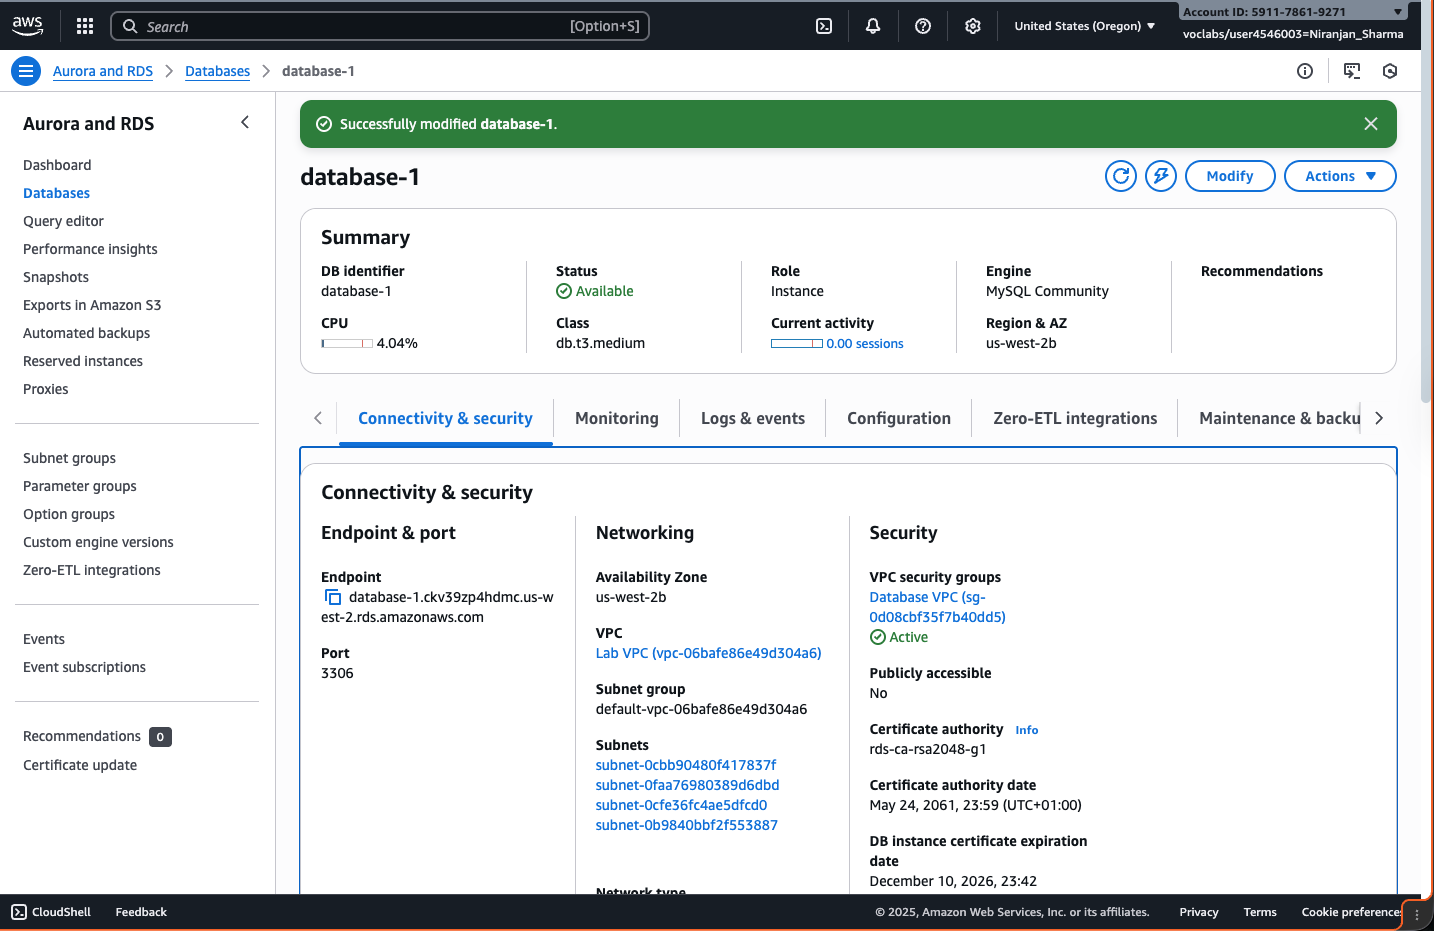 aws
Search [Option+S]
United States (Oregon)
Account ID: 5911-7861-9271
voclabs/user4546003=Niranjan_Sharma
Aurora and RDS > Databases > database-1
Aurora and RDS
Dashboard
Databases
Query editor
Performance insights
Snapshots
Exports in Amazon S3
Automated backups
Reserved instances
Proxies
Subnet groups
Parameter groups
Option groups
Custom engine versions
Zero-ETL integrations
Events
Event subscriptions
Recommendations 0
Certificate update
Successfully modified database-1.
database-1
Modify
Actions
Summary
DB identifier
database-1
CPU
4.04%
Status
Available
Class
db.t3.medium
Role
Instance
Current activity
0.00 sessions
Engine
MySQL Community
Region & AZ
us-west-2b
Recommendations
Connectivity & security
Monitoring
Logs & events
Configuration
Zero-ETL integrations
Maintenance & backu
Connectivity & security
Endpoint & port
Endpoint
database-1.ckv39zp4hdmc.us-w
est-2.rds.amazonaws.com
Port
3306
Networking
Availability Zone
us-west-2b
VPC
Lab VPC (vpc-06bafe86e49d304a6)
Subnet group
default-vpc-06bafe86e49d304a6
Subnets
subnet-0cbb90480f417837f
subnet-0faa76980389d6dbd
subnet-0cfe36fc4ae5dfcd0
subnet-0b9840bbf2f553887
Network type
Security
VPC security groups
Database VPC (sg-
0d08cbf35f7b40dd5)
Active
Publicly accessible
No
Certificate authority Info
rds-ca-rsa2048-g1
Certificate authority date
May 24, 2061, 23:59 (UTC+01:00)
DB instance certificate expiration
date
December 10, 2026, 23:42
CloudShell
Feedback
© 2025, Amazon Web Services, Inc. or its affiliates.
Privacy
Terms
Cookie preferences